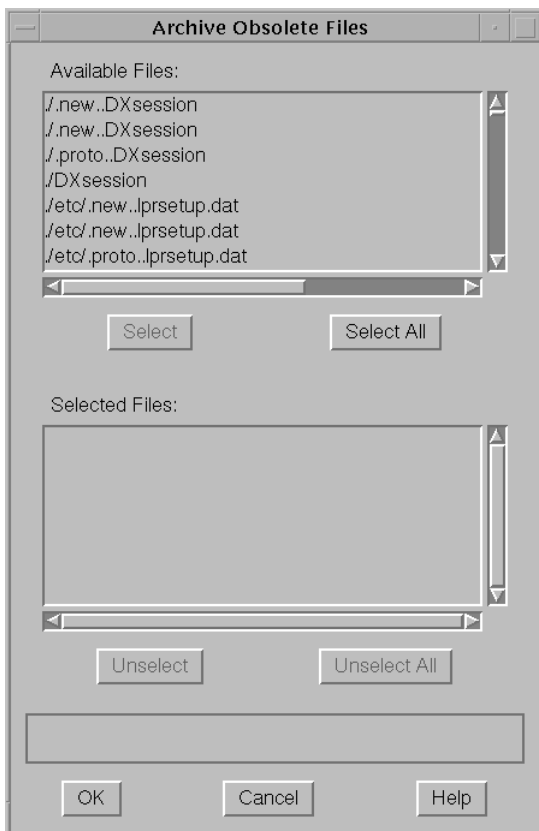 Archive Obsolete Files
Available Files:
./.new..DXsession
./.new..DXsession
./.proto..DXsession
./DXsession
./etc/.new..lprsetup.dat
./etc/.new..lprsetup.dat
./etc/.proto..lprsetup.dat
Select Select All
Selected Files:
Unselect Unselect All
OK Cancel Help